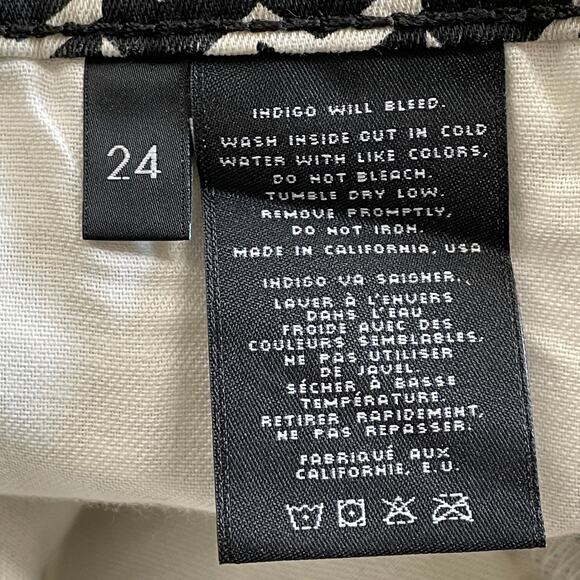 24
INDIGO WILL BLEED.
WASH INSIDE OUT IN COLD
WATER WITH LIKE COLORS,
DO NOT BLEACH.
TUMBLE DRY LOW.
REMOVE PROMPTLY,
DO NOT IRON.
MADE IN CALIFORNIA, USA
INDIGO VA SAIGHER.
LAVER À L'ENVERS
DANS L'EAU
FROIDE AVEC DES
COULEURS SEMBLABLES,
NE PAS UTILISER
DE JAVEL.
SÉCHER À BASSE
TEMPÉRATURE.
RETIRER RAPIDEMENT,
NE PAS REPASSER.
FABRIQUÉ AUX
CALIFORNIE, E.U.